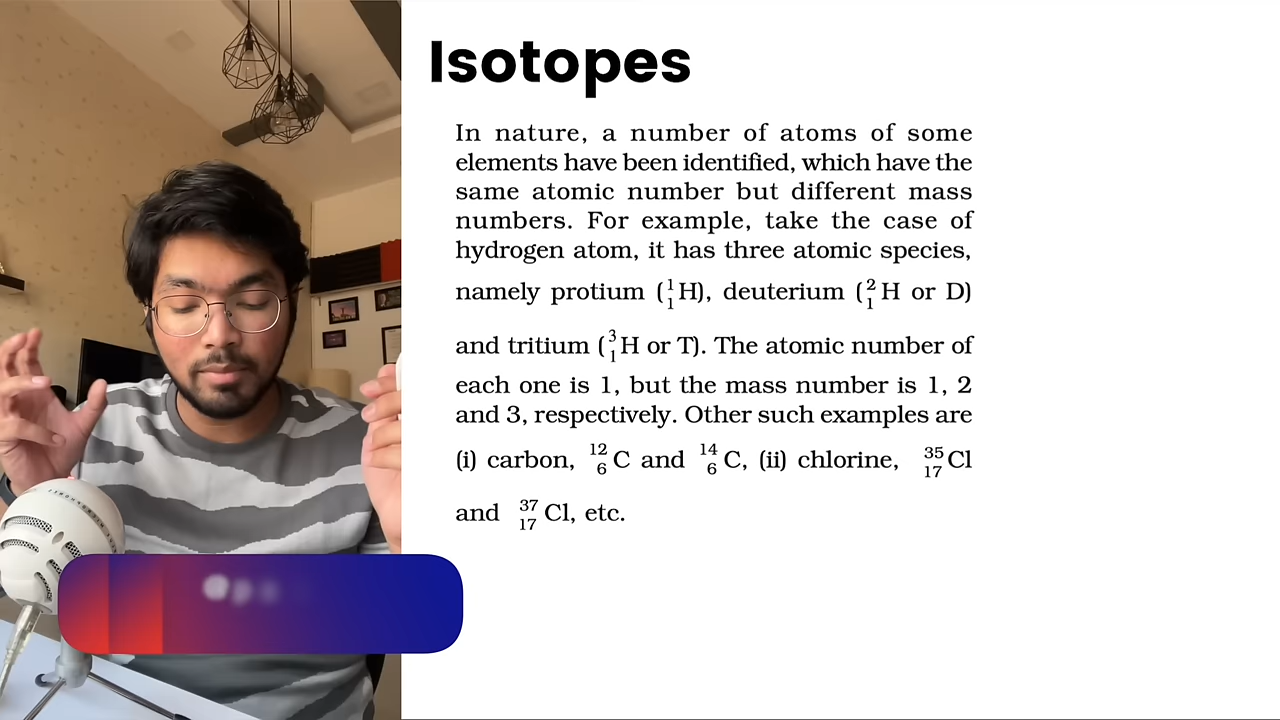 Isotopes
In nature, a number of atoms of some
elements have been identified, which have the
same atomic number but different mass
numbers. For example, take the case of
hydrogen atom, it has three atomic species,
namely protium (¹₁H), deuterium (²₁H or D)
and tritium (³₁H or T). The atomic number of
each one is 1, but the mass number is 1, 2
and 3, respectively. Other such examples are
(i) carbon, ¹²₆C and ¹⁴₆C, (ii) chlorine, ³⁵₁₇Cl
and ³⁷₁₇Cl, etc.